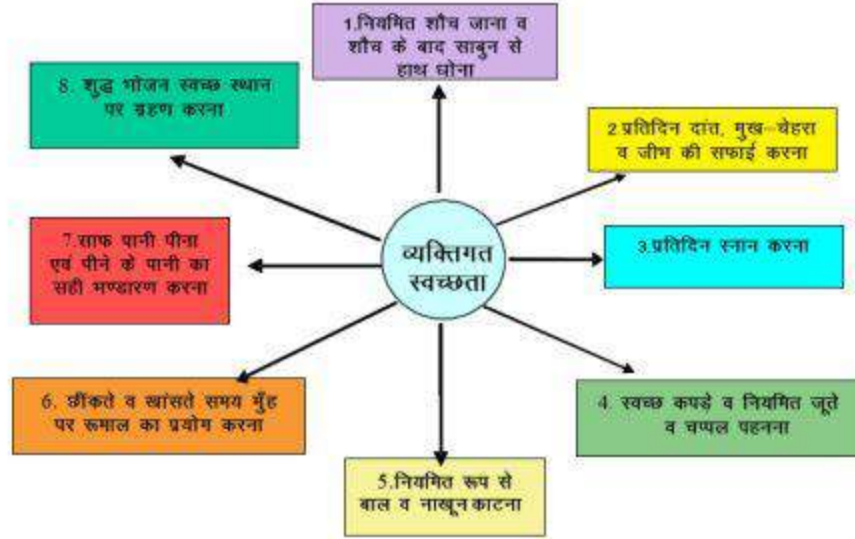 1.नियमित शौच जाना व
शौच के बाद साबुन से
हाथ धोना
2 प्रतिदिन दांत, मुख-चेहरा
व जीभ की सफाई करना
3.प्रतिदिन स्नान करना
4. स्वच्छ कपड़े व नियमित जूते
व चप्पल पहनना
5.नियमित रूप से
बाल व नाखून काटना
6. छींकते व खांसते समय मुँह
पर रूमाल का प्रयोग करना
7.साफ पानी पीना
एवं पीने के पानी का
सही भण्डारण करना
8. शुद्ध भोजन स्वच्छ स्थान
पर ग्रहण करना
व्यक्तिगत
स्वच्छता